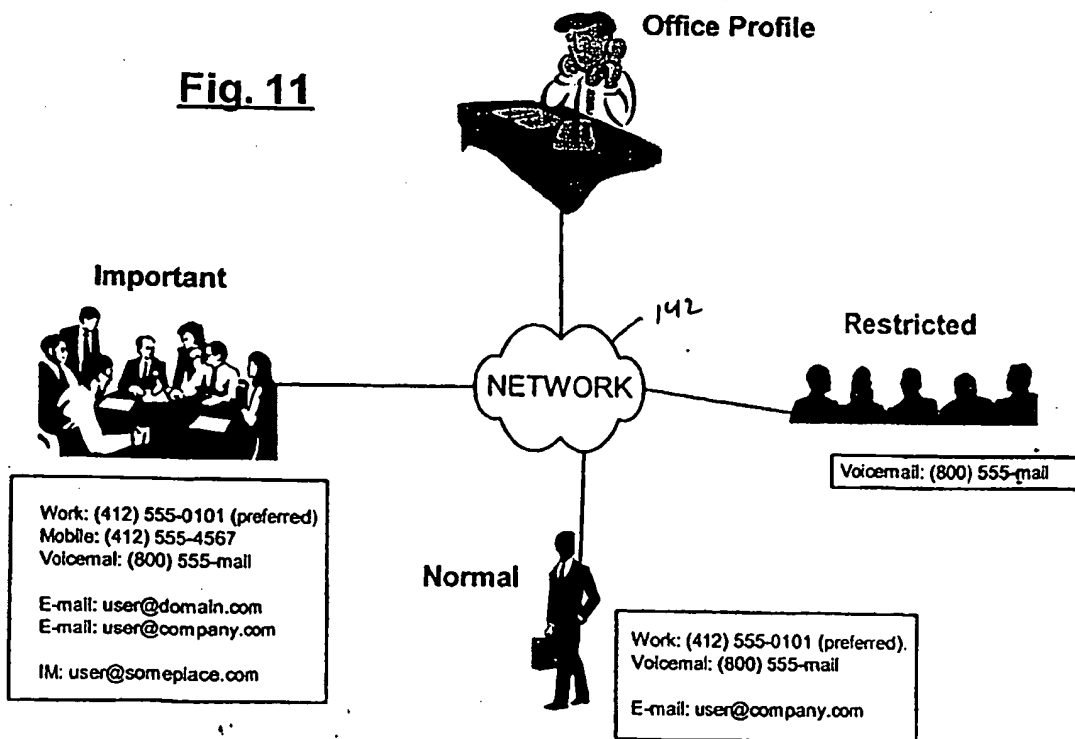 Office Profile
Fig. 11
Important
142
Restricted
NETWORK
Voicemail: (800) 555-mail
Work: (412) 555-0101 (preferred)
Mobile: (412) 555-4567
Voicemal: (800) 555-mail
E-mail: user@domain.com
E-mail: user@company.com
IM: user@someplace.com
Normal
Work: (412) 555-0101 (preferred).
Voicemal: (800) 555-mail
E-mail: user@company.com